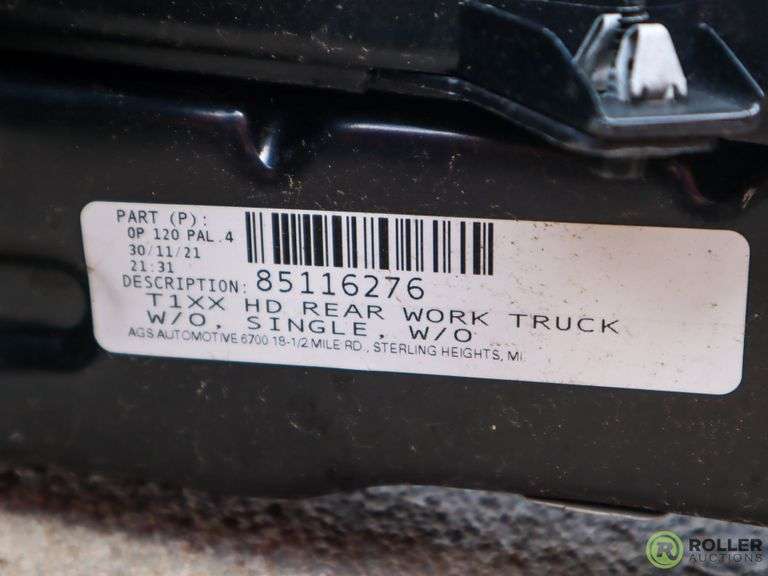 PART (P):
OP 120 PAL.4
30/11/21
21:31
85116276
DESCRIPTION:
T1XX HD REAR WORK TRUCK
W/O, SINGLE, W/O
AGS AUTOMOTIVE 6700 18-1/2 MILE RD., STERLING HEIGHTS, MI.
R ROLLER
AUCTIONS